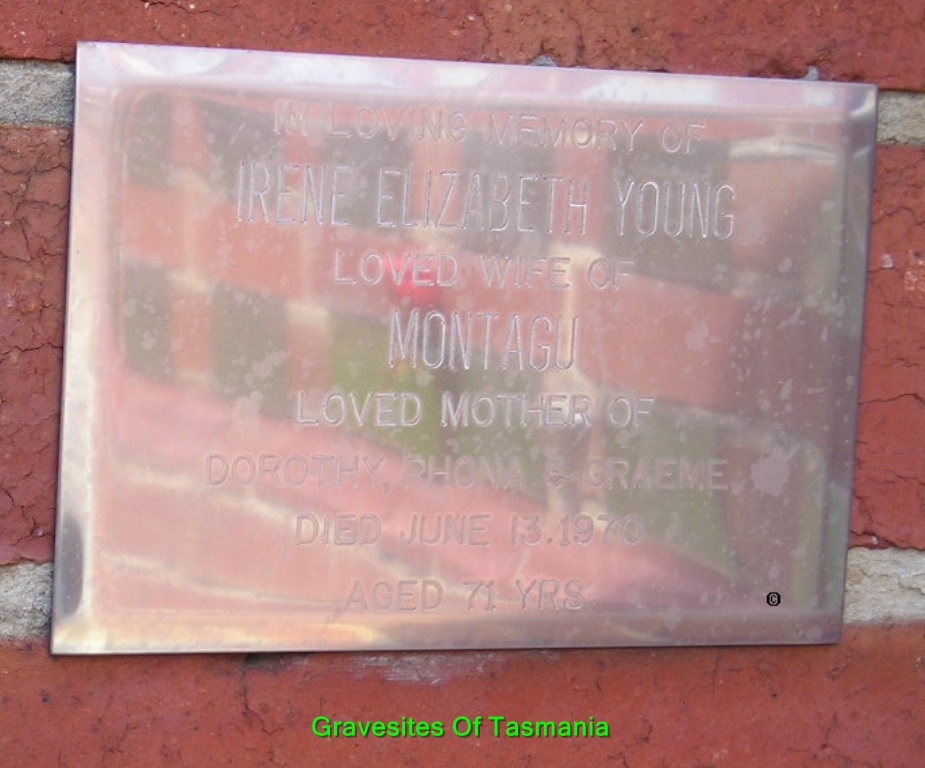 IN LOVING MEMORY OF
IRENE ELIZABETH YOUNG
LOVED WIFE OF
MONTAGU
LOVED MOTHER OF
DOROTHY, RHONA & GRAEME
DIED JUNE 13.1970
AGED 71 YRS
©
Gravesites Of Tasmania